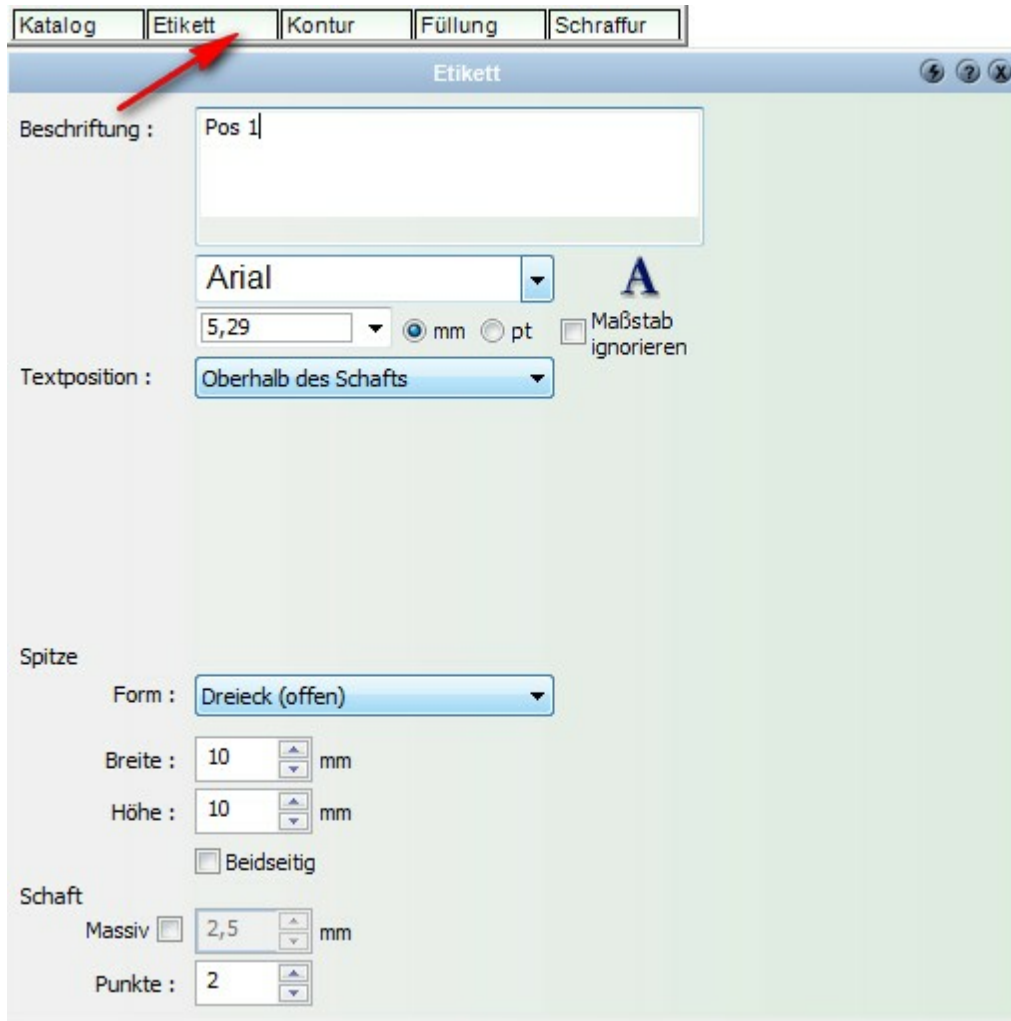 Katalog Etikett Kontur Füllung Schraffur
Etikett
Beschriftung : Pos 1
Arial A
5,29 mm pt Maßstab ignorieren
Textposition : Oberhalb des Schafts
Spitze
Form : Dreieck (offen)
Breite : 10 mm
Höhe : 10 mm
Beidseitig
Schaft
Massiv 2,5 mm
Punkte : 2